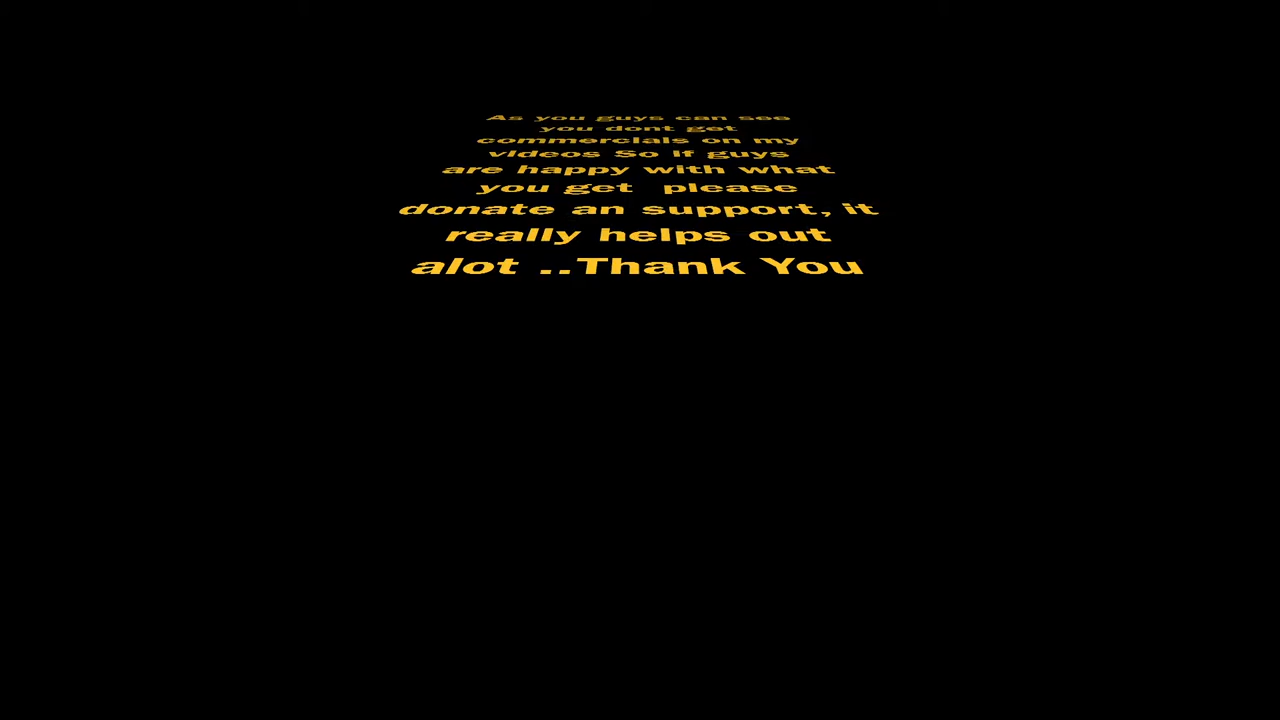 As you guys can see
you dont get
commercials on my
videos So if guys
are happy with what
you get please
donate an support, it
really helps out
alot ..Thank You